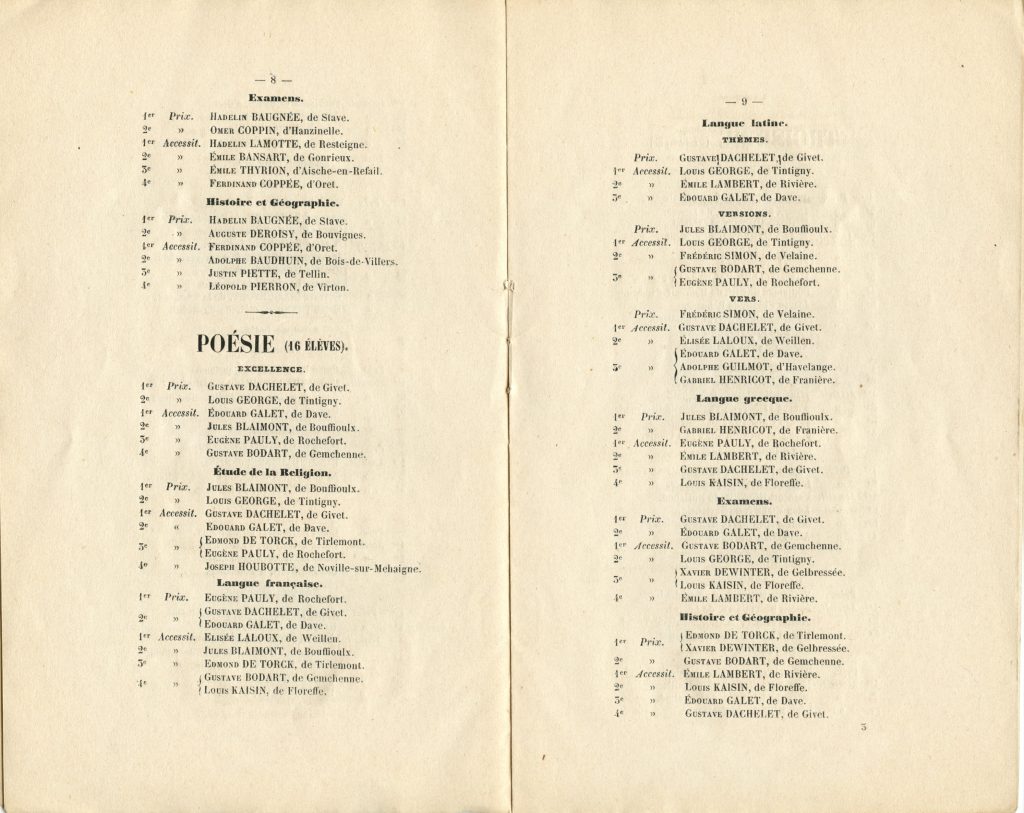 — 8 —
Examens.
1er Prix. HADELIN BAUGNÉE, de Stave.
2e » OMER COPPIN, d'Hanzinelle.
1er Accessit. HADELIN LAMOTTE, de Resteigne.
2e » ÉMILE BANSART, de Gonrieux.
3e » ÉMILE THYRION, d'Aische-en-Refail.
4e » FERDINAND COPPÉE, d'Oret.
Histoire et Géographie.
1er Prix. HADELIN BAUGNÉE, de Stave.
2e » AUGUSTE DEROISY, de Bouvignes.
1er Accessit. FERDINAND COPPÉE, d'Oret.
2e » ADOLPHE BAUDHUIN, de Bois-de-Villers.
3e » JUSTIN PIETTE, de Tellin.
4e » LÉOPOLD PIERRON, de Virton.
POÉSIE (16 ÉLÈVES).
EXCELLENCE.
1er Prix. GUSTAVE DACHELET, de Givet.
2e » LOUIS GEORGE, de Tintigny.
1er Accessit. ÉDOUARD GALET, de Dave.
2e » JULES BLAIMONT, de Bouffioulx.
3e » EUGÈNE PAULY, de Rochefort.
4e » GUSTAVE BODART, de Gemchenne.
Étude de la Religion.
1er Prix. JULES BLAIMONT, de Bouffioulx.
2e » LOUIS GEORGE, de Tintigny.
1er Accessit. GUSTAVE DACHELET, de Givet.
2e « EDOUARD GALET, de Dave.
3e » { EDMOND DE TORCK, de Tirlemont.
EUGÈNE PAULY, de Rochefort.
4e » JOSEPH HOUBOTTE, de Noville-sur-Mehaigne.
Langue française.
1er Prix. EUGÈNE PAULY, de Rochefort.
2e » { GUSTAVE DACHELET, de Givet.
EDOUARD GALET, de Dave.
1er Accessit. ELISÉE LALOUX, de Weillen.
2e » JULES BLAIMONT, de Bouffioulx.
3e » EDMOND DE TORCK, de Tirlemont.
4e » { GUSTAVE BODART, de Gemchenne.
LOUIS KAISIN, de Floreffe.
— 9 —
Langue latine.
THÈMES.
Prix. GUSTAVE DACHELET, de Givet.
1er Accessit. LOUIS GEORGE, de Tintigny.
2e » ÉMILE LAMBERT, de Rivière.
3e » ÉDOUARD GALET, de Dave.
VERSIONS.
Prix. JULES BLAIMONT, de Bouffioulx.
1er Accessit. LOUIS GEORGE, de Tintigny.
2e » FRÉDÉRIC SIMON, de Velaine.
3e » { GUSTAVE BODART, de Gemchenne.
EUGÈNE PAULY, de Rochefort.
VERS.
Prix. FRÉDÉRIC SIMON, de Velaine.
1er Accessit. GUSTAVE DACHELET, de Givet.
2e » ÉLISÉE LALOUX, de Weillen.
EDOUARD GALET, de Dave.
3e » { ADOLPHE GUILMOT, d'Havelange.
GABRIEL HENRICOT, de Franière.
Langue grecque.
1er Prix. JULES BLAIMONT, de Bouffioulx.
2e » GABRIEL HENRICOT, de Franière.
1er Accessit. EUGÈNE PAULY, de Rochefort.
2e » EMILE LAMBERT, de Rivière.
3e » GUSTAVE DACHELET, de Givet.
4e » LOUIS KAISIN, de Floreffe.
Examens.
1er Prix. GUSTAVE DACHELET, de Givet.
2e » ÉDOUARD GALET, de Dave.
1er Accessit. GUSTAVE BODART, de Gemchenne.
2e » LOUIS GEORGE, de Tintigny.
3e » { XAVIER DEWINTER, de Gelbressée.
LOUIS KAISIN, de Floreffe.
4e » ÉMILE LAMBERT, de Rivière.
Histoire et Géographie.
1er Prix. { EDMOND DE TORCK, de Tirlemont.
XAVIER DEWINTER, de Gelbressée.
2e » GUSTAVE BODART, de Gemchenne.
1er Accessit. ÉMILE LAMBERT, de Rivière.
2e » LOUIS KAISIN, de Floreffe.
3e » ÉDOUARD GALET, de Dave.
4e » GUSTAVE DACHELET, de Givet.
3